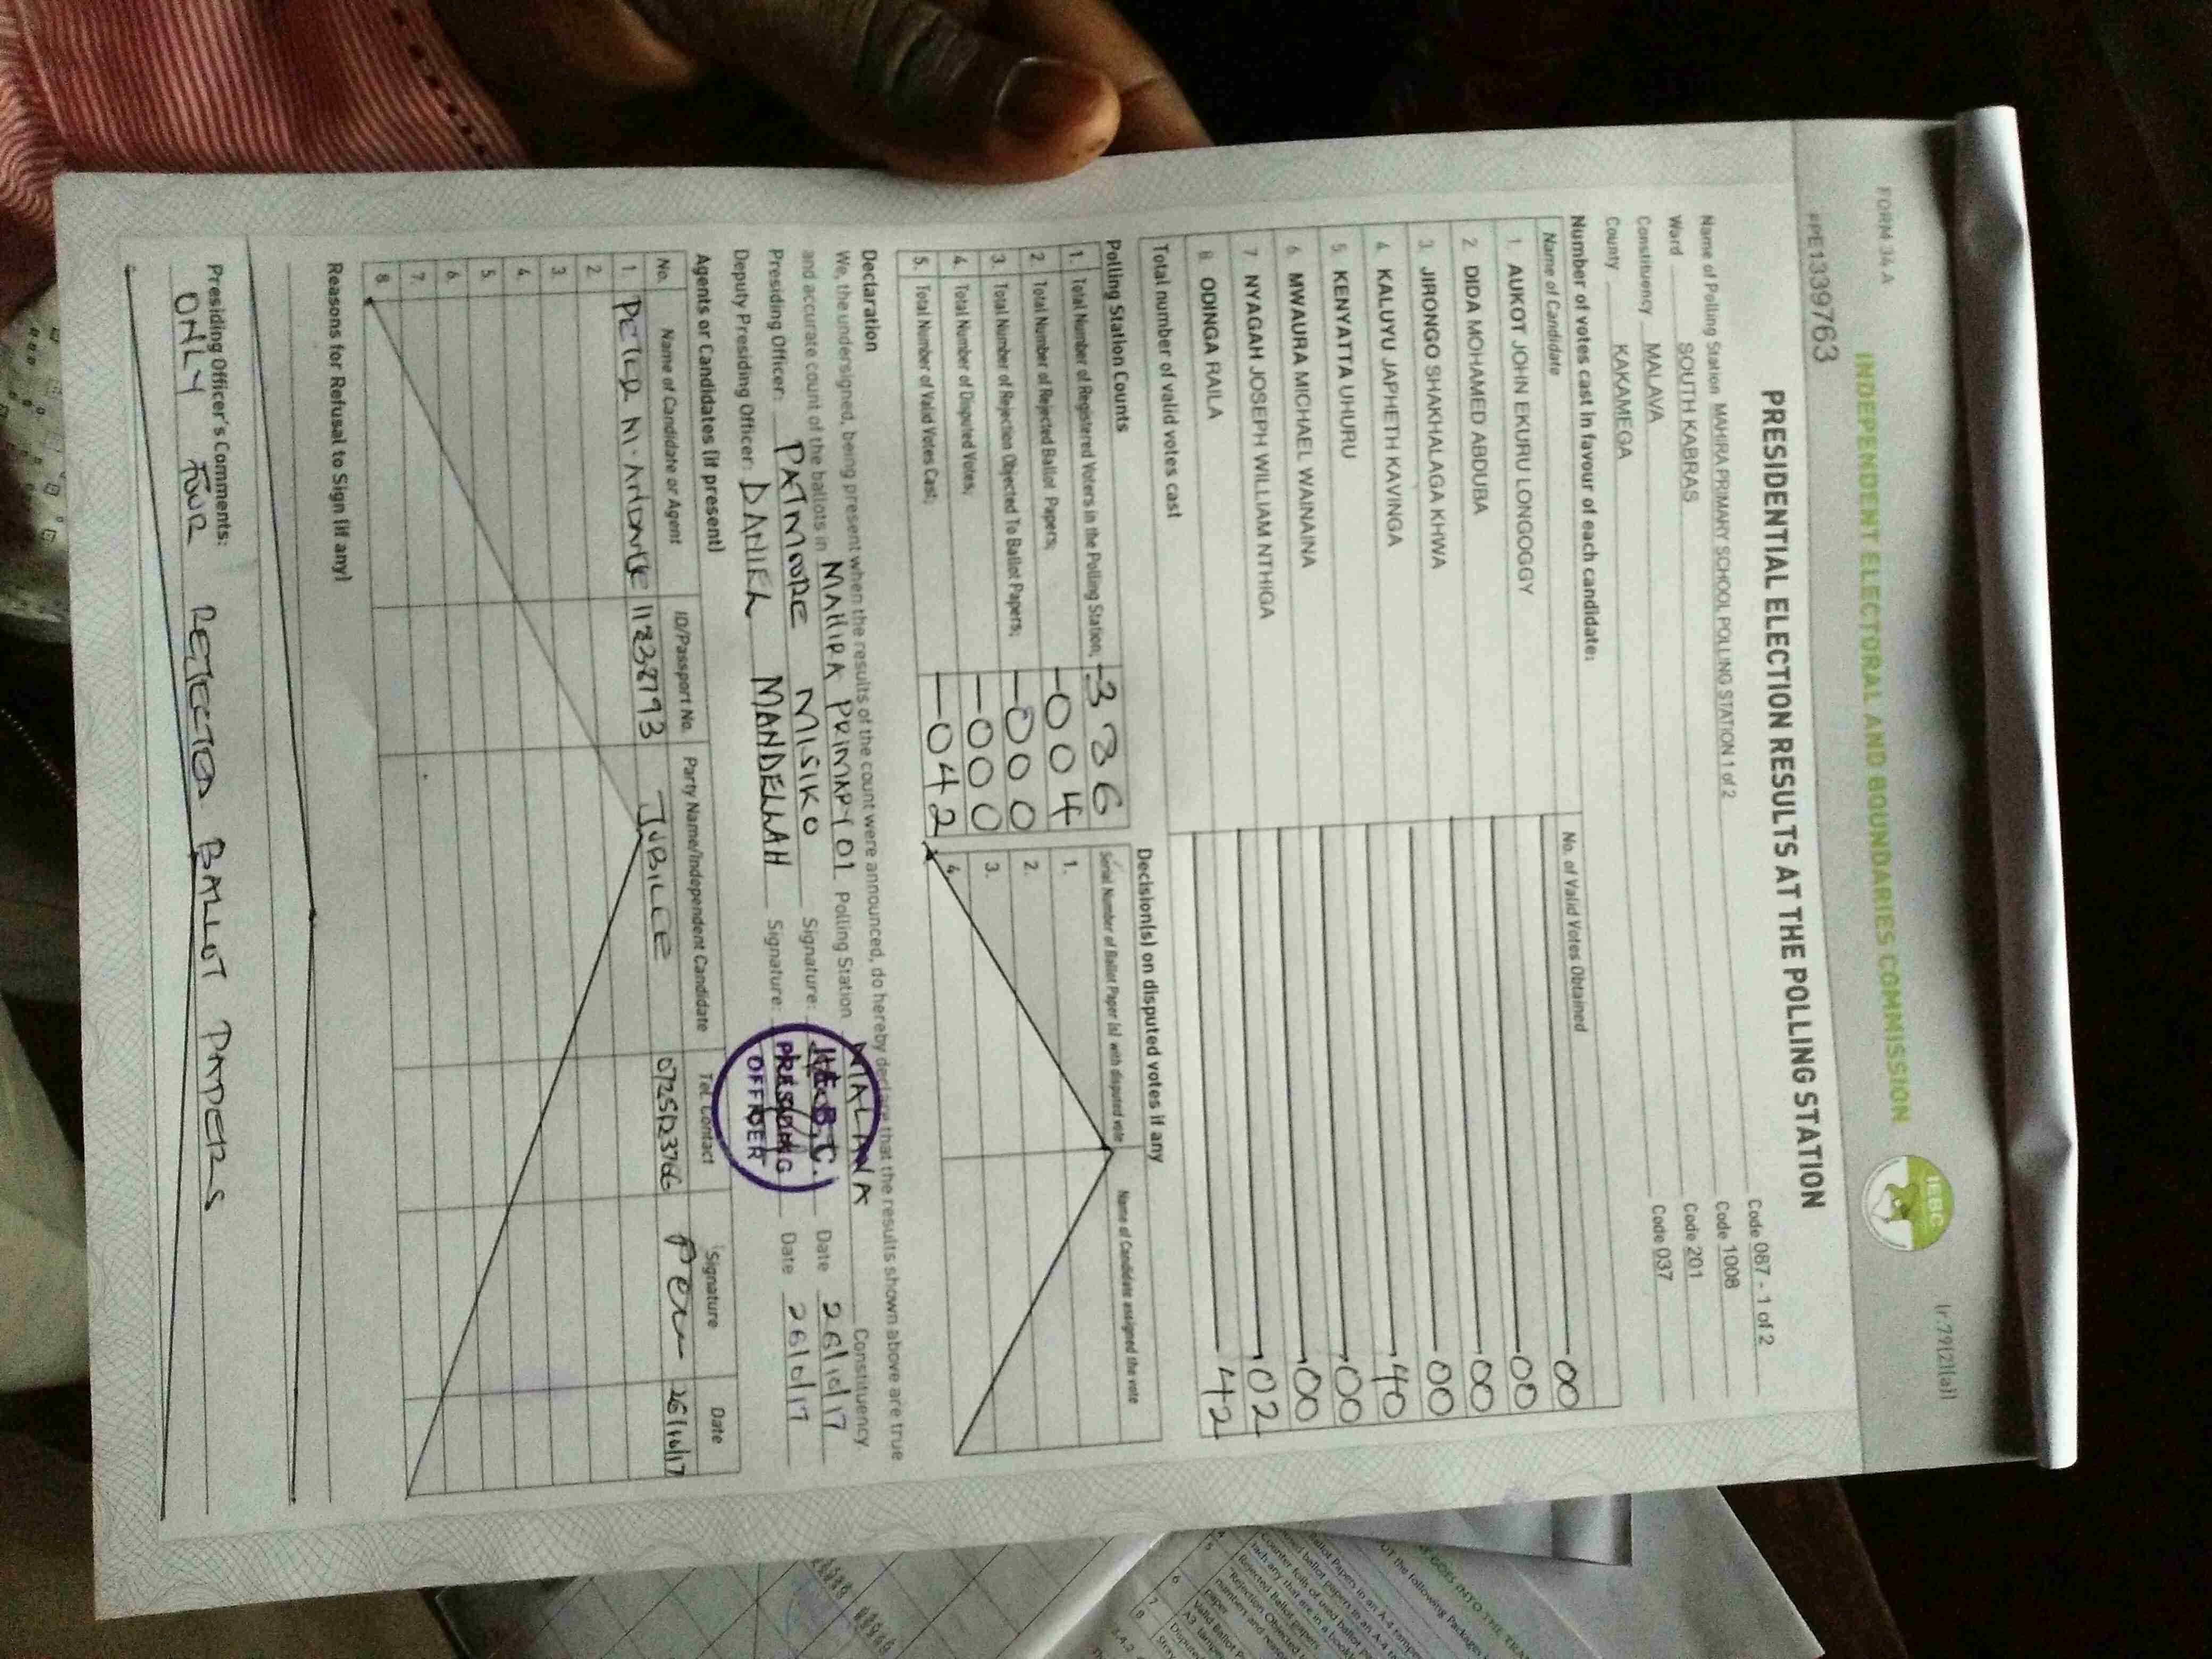 FORM 34 A
(r.79(2)(a))
INDEPENDENT ELECTORAL AND BOUNDARIES COMMISSION
IEBC
PPE1339763
PRESIDENTIAL ELECTION RESULTS AT THE POLLING STATION
Name of Polling Station MAHIRA PRIMARY SCHOOL POLLING STATION 1 of 2 Code 087 - 1 of 2
Ward SOUTH KABRAS Code 1008
Constituency MALAVA Code 201
County KAKAMEGA Code 037
Number of votes cast in favour of each candidate:
Name of Candidate No. of Valid Votes Obtained
1. AUKOT JOHN EKURU LONGOGGY 00
2. DIDA MOHAMED ABDUBA 00
3. JIRONGO SHAKHALAGA KHWA 00
4. KALUYU JAPHETH KAVINGA 00
5. KENYATTA UHURU 40
6. MWAURA MICHAEL WAINAINA 00
7. NYAGAH JOSEPH WILLIAM NTHIGA 00
8. ODINGA RAILA 02
Total number of valid votes cast 42
Polling Station Counts
1. Total Number of Registered Voters in the Polling Station; 336
2. Total Number of Rejected Ballot Papers; 004
3. Total Number of Rejection Objected To Ballot Papers; 000
4. Total Number of Disputed Votes; 000
5. Total Number of Valid Votes Cast; 042
Decision(s) on disputed votes if any
Serial Number of Ballot Paper (s) with disputed vote Name of Candidate assigned the vote
1.
2.
3.
4.
Declaration
We, the undersigned, being present when the results of the count were announced, do hereby declare that the results shown above are true
and accurate count of the ballots in MAHIRA PRIMARY 01 Polling Station MALAVA Constituency
Presiding Officer: PATMORE MISIKO Signature: Date 26/10/17
Deputy Presiding Officer: DANIEL MANDELLAH Signature: Date 26/10/17
I.E.B.C.
PRESIDING
OFFICER
Agents or Candidates (if present)
No. Name of Candidate or Agent ID/Passport No. Party Name/Independent Candidate Tel. Contact Signature Date
1. PETER 11238793 JUBILEE 0725123766 26/10/17
2.
3.
4.
5.
6.
7.
8.
Reasons for Refusal to Sign (if any)
Presiding Officer's Comments:
ONLY FOUR REJECTED BALLOT PAPERS